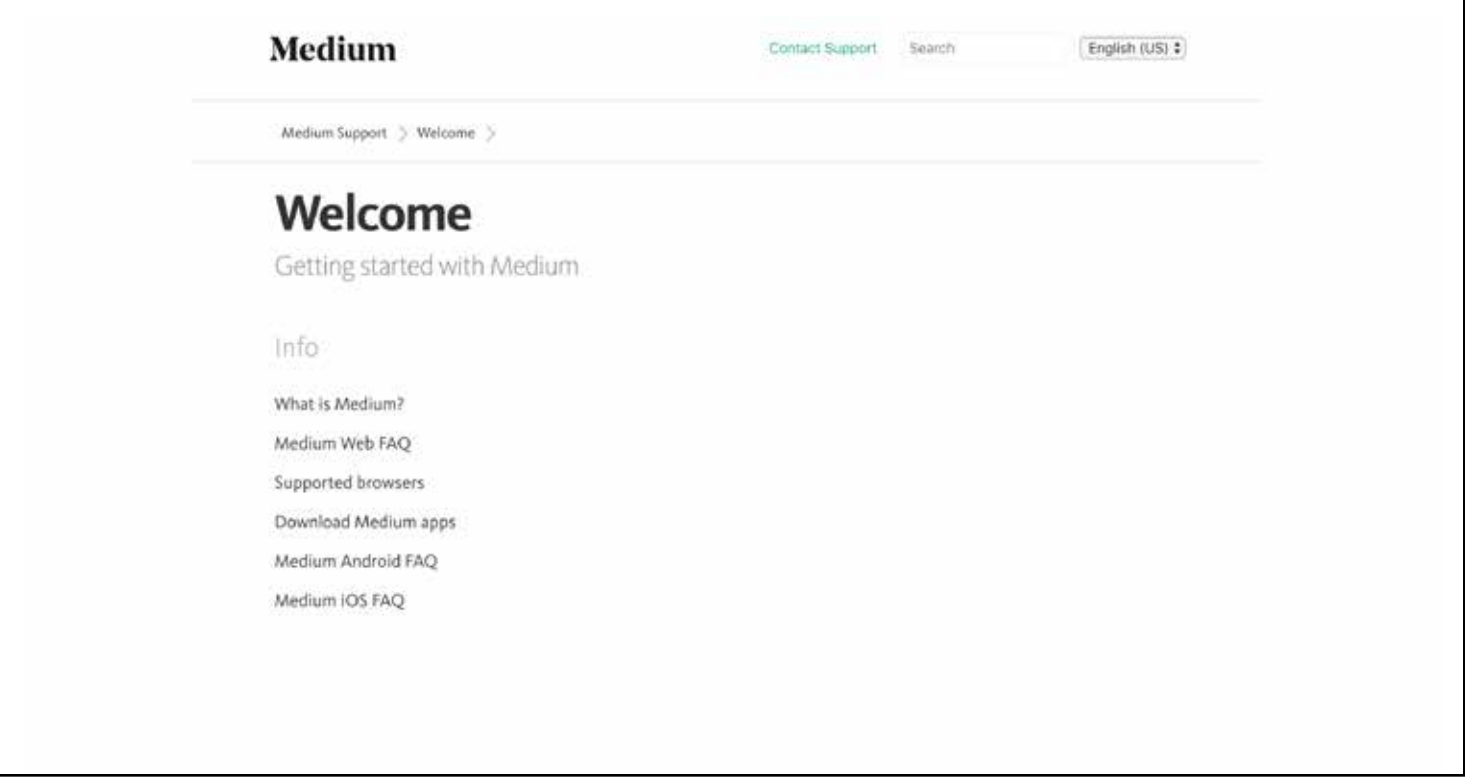 Medium
Contact Support
Search
English (US)
Medium Support
Welcome
Welcome
Getting started with Medium
Info
What is Medium?
Medium Web FAQ
Supported browsers
Download Medium apps
Medium Android FAQ
Medium iOS FAQ